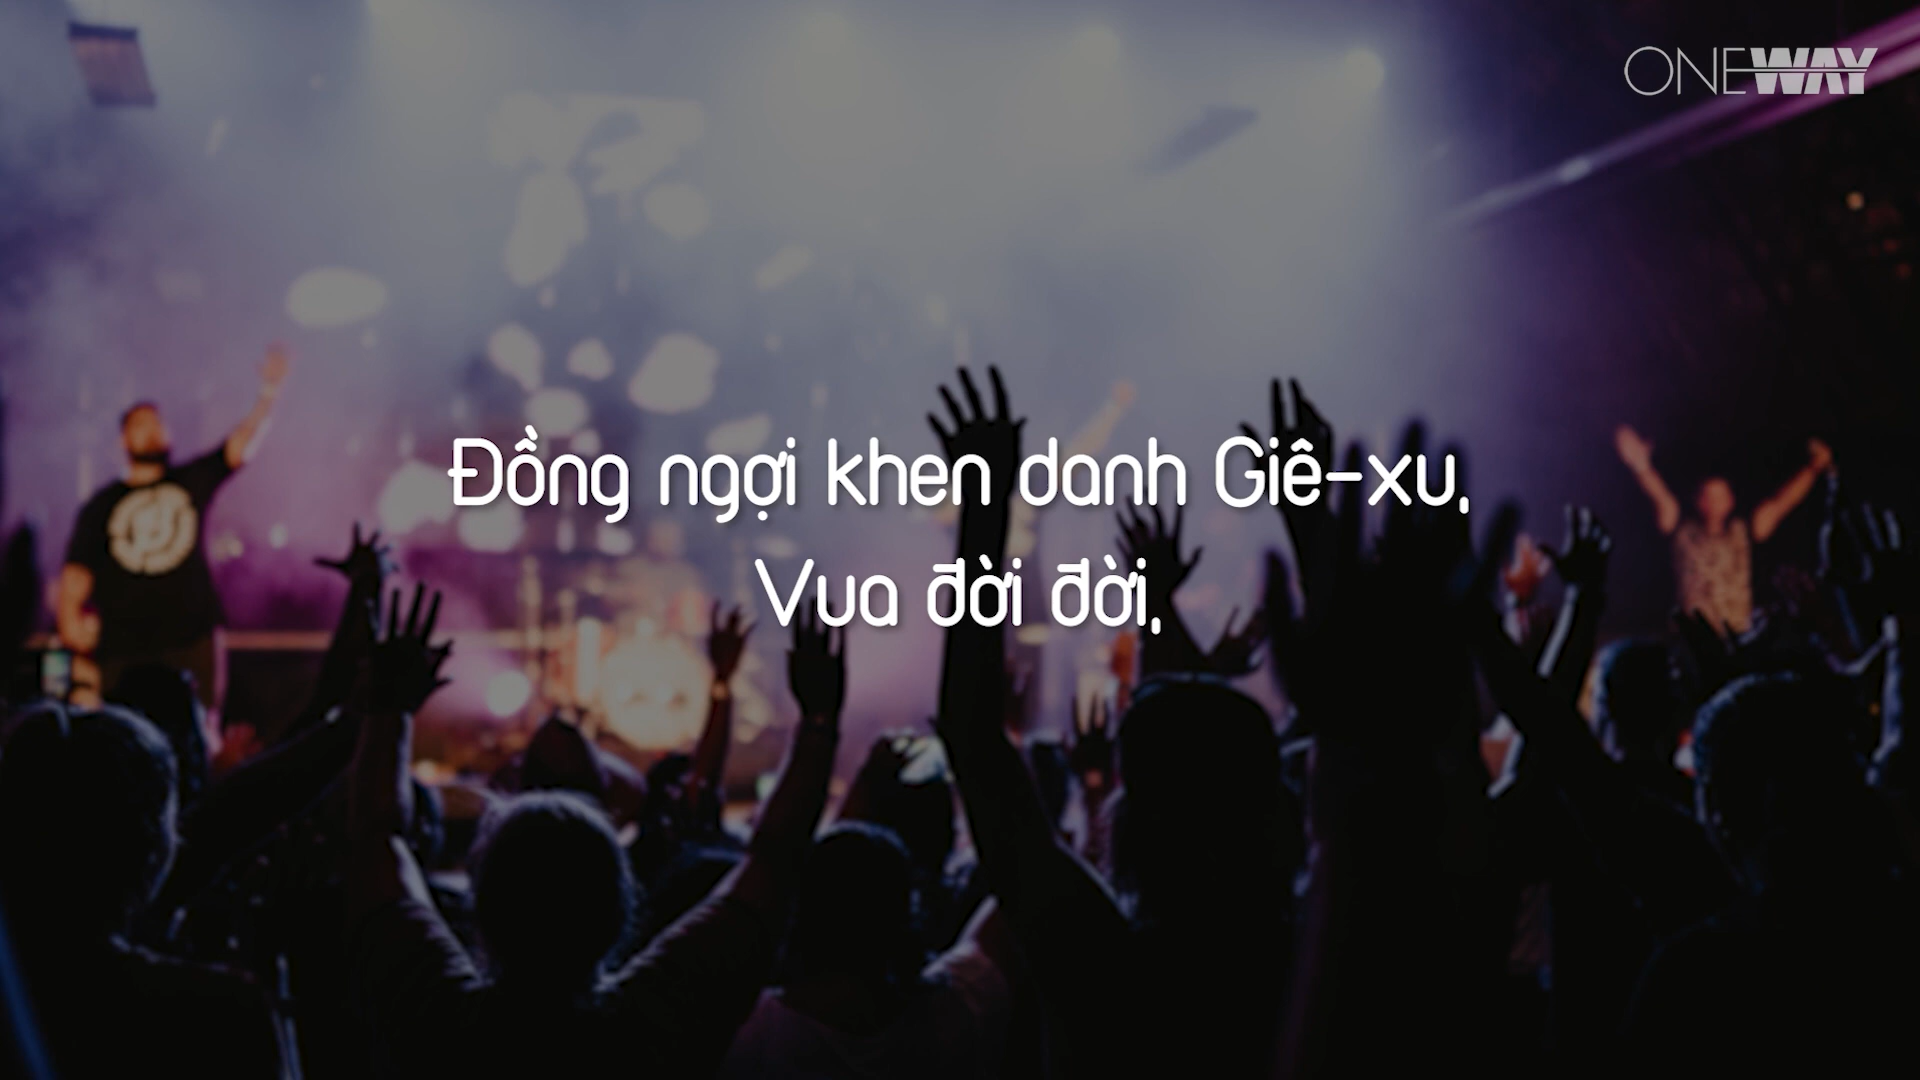 ONEWAY
Đồng ngợi khen danh Giê-xu,
Vua đời đời,